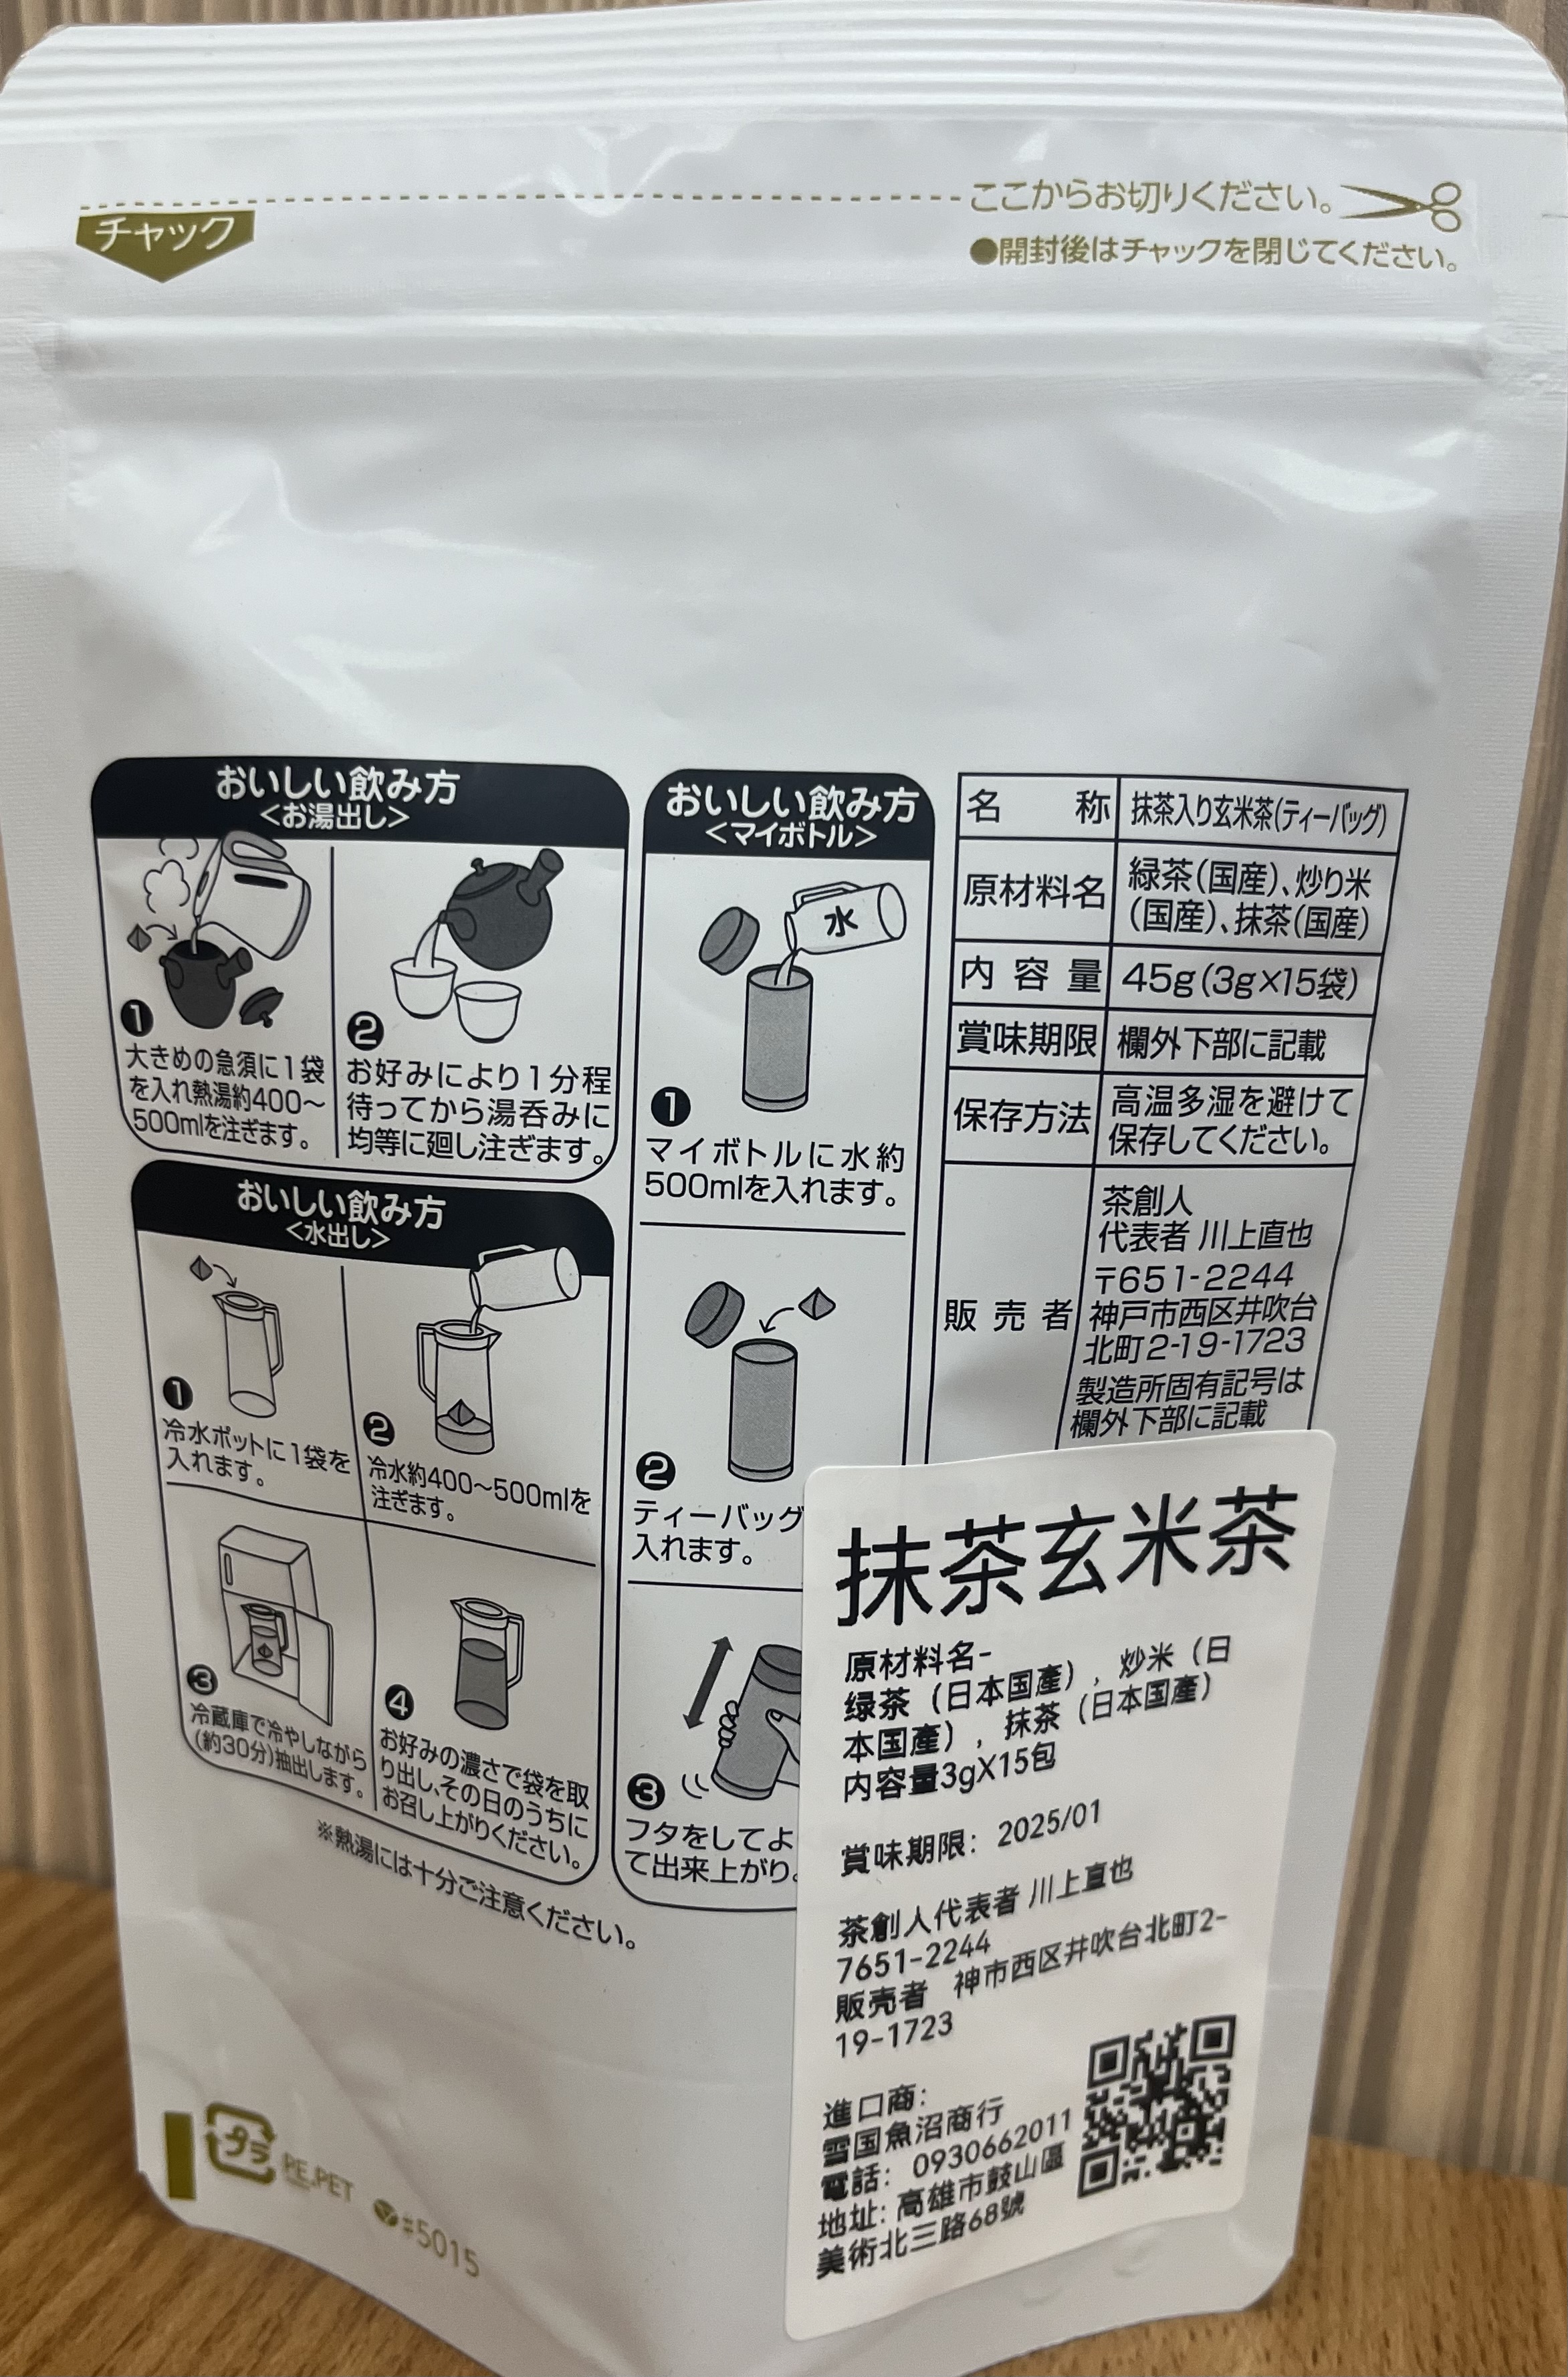 ここからお切りください。
チャック
●開封後はチャックを閉じてください。
おいしい飲み方
<お湯出し>
❶
大きめの急須に1袋
を入れ熱湯約400〜
500mlを注ぎます。
❷
お好みにより1分程
待ってから湯呑みに
均等に廻し注ぎます。
おいしい飲み方
<水出し>
❶
冷水ポットに1袋を
入れます。
❷
冷水約400〜500mlを
注ぎます。
❸
冷蔵庫で冷やしながら
(約30分)抽出します。
❹
お好みの濃さで袋を取
り出し、その日のうちに
お召し上がりください。
※熱湯には十分ご注意ください。
おいしい飲み方
<マイボトル>
水
❶
マイボトルに水約
500mlを入れます。
❷
ティーバッグ
入れます。
❸
フタをしてよ
て出来上がり。
名 称 抹茶入り玄米茶(ティーバッグ)
原材料名 緑茶(国産)、炒り米
(国産)、抹茶(国産)
内容量 45g(3g×15袋)
賞味期限 欄外下部に記載
保存方法 高温多湿を避けて
保存してください。
販売者
茶創人
代表者 川上直也
〒651-2244
神戸市西区井吹台
北町2-19-1723
製造所固有記号は
欄外下部に記載
抹茶玄米茶
原材料名-
绿茶（日本国產）, 炒米（日
本国產）, 抹茶（日本国產）
内容量3gX15包
賞味期限: 2025/01
茶創人代表者 川上直也
7651-2244
販売者 神市西区井吹台北町2-
19-1723
進口商:
雪国魚沼商行
電話: 0930662011
地址: 高雄市鼓山區
美術北三路68號
プラ
PE,PET
#5015